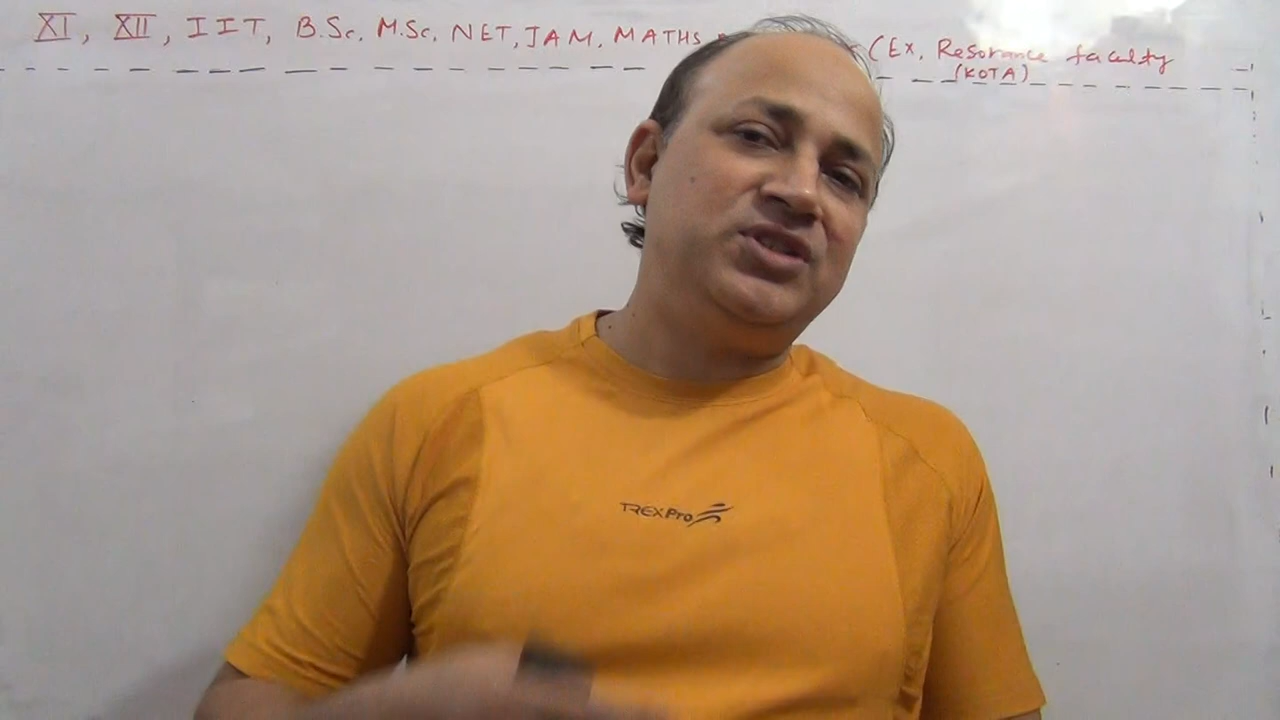 XI, XII, IIT, B.Sc, M.Sc, NET, JAM, MATHS (Ex. Resonance faculty
(KOTA)
TREXPro